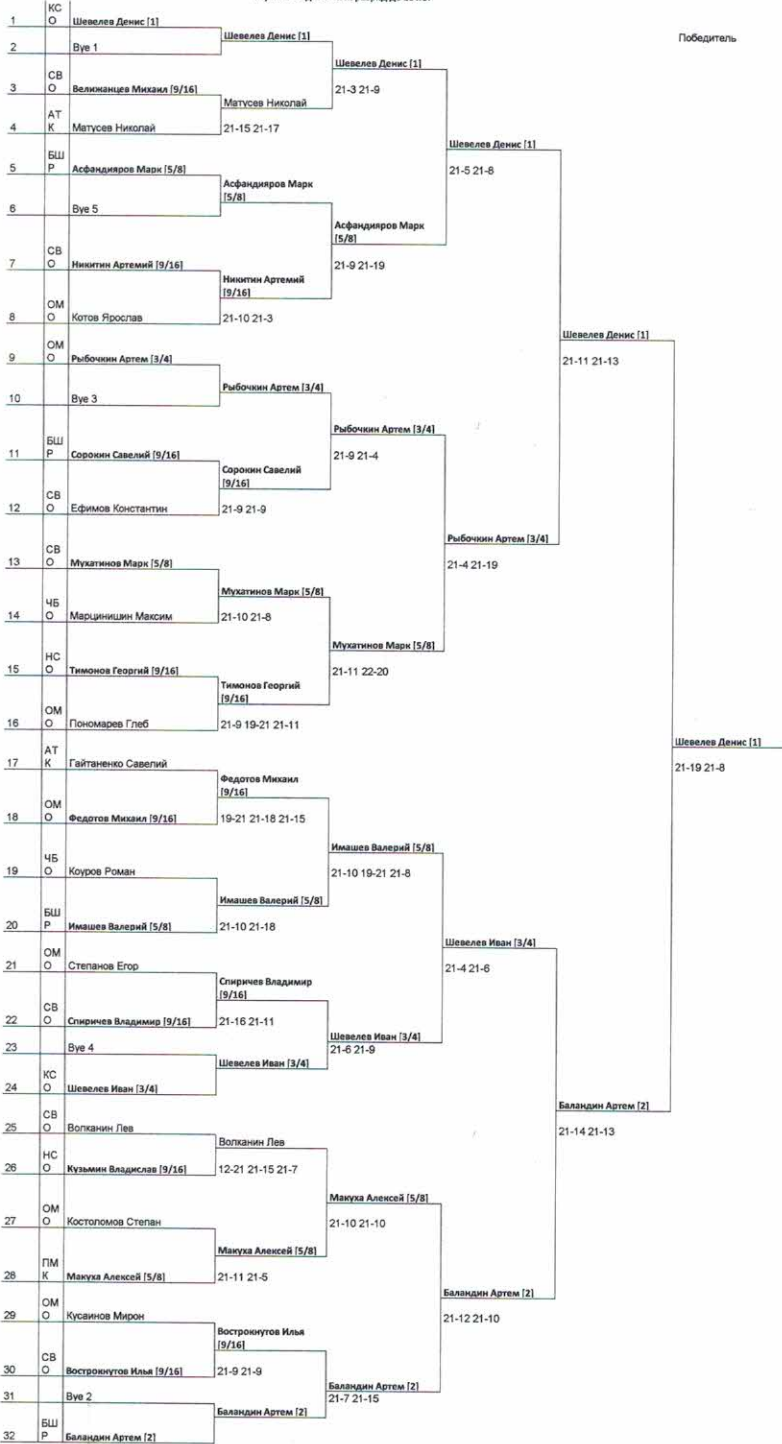 Победитель
КС
1 О Шевелев Денис [1]
Шевелев Денис [1]
2 Bye 1
Шевелев Денис [1]
СВ
3 О Велижанцев Михаил [9/16]
21-3 21-9
Матусев Николай
АТ
4 К Матусев Николай
21-15 21-17
Шевелев Денис [1]
БШ
5 Р Асфандияров Марк [5/8]
21-5 21-8
Асфандияров Марк
[5/8]
6 Bye 5
Асфандияров Марк
[5/8]
СВ
7 О Никитин Артемий [9/16]
21-9 21-19
Никитин Артемий
[9/16]
ОМ
8 О Котов Ярослав
21-10 21-3
Шевелев Денис [1]
ОМ
9 О Рыбочкин Артем [3/4]
21-11 21-13
Рыбочкин Артем [3/4]
10 Bye 3
Рыбочкин Артем [3/4]
БШ
11 Р Сорокин Савелий [9/16]
21-9 21-4
Сорокин Савелий
[9/16]
СВ
12 О Ефимов Константин
21-9 21-9
Рыбочкин Артем [3/4]
СВ
13 О Мухатинов Марк [5/8]
21-4 21-19
Мухатинов Марк [5/8]
ЧБ
14 О Марцинишин Максим
21-10 21-8
Мухатинов Марк [5/8]
НС
15 О Тимонов Георгий [9/16]
21-11 22-20
Тимонов Георгий
[9/16]
ОМ
16 О Пономарев Глеб
21-9 19-21 21-11
Шевелев Денис [1]
АТ
17 К Гайтаненко Савелий
21-19 21-8
Федотов Михаил
[9/16]
ОМ
18 О Федотов Михаил [9/16]
19-21 21-18 21-15
Имашев Валерий [5/8]
ЧБ
19 О Коуров Роман
21-10 19-21 21-8
Имашев Валерий [5/8]
БШ
20 Р Имашев Валерий [5/8]
21-10 21-18
Шевелев Иван [3/4]
ОМ
21 О Степанов Егор
21-4 21-6
Спиричев Владимир
[9/16]
СВ
22 О Спиричев Владимир [9/16]
21-16 21-11
Шевелев Иван [3/4]
23 Bye 4
21-6 21-9
Шевелев Иван [3/4]
КС
24 О Шевелев Иван [3/4]
Баландин Артем [2]
СВ
25 О Волканин Лев
21-14 21-13
Волканин Лев
НС
26 О Кузьмин Владислав [9/16]
12-21 21-15 21-7
Макуха Алексей [5/8]
ОМ
27 О Костоломов Степан
21-10 21-10
Макуха Алексей [5/8]
ПМ
28 К Макуха Алексей [5/8]
21-11 21-5
Баландин Артем [2]
ОМ
29 О Кусаинов Мирон
21-12 21-10
Вострокнутов Илья
[9/16]
СВ
30 О Вострокнутов Илья [9/16]
21-9 21-9
Баландин Артем [2]
31 Bye 2
21-7 21-15
Баландин Артем [2]
БШ
32 Р Баландин Артем [2]